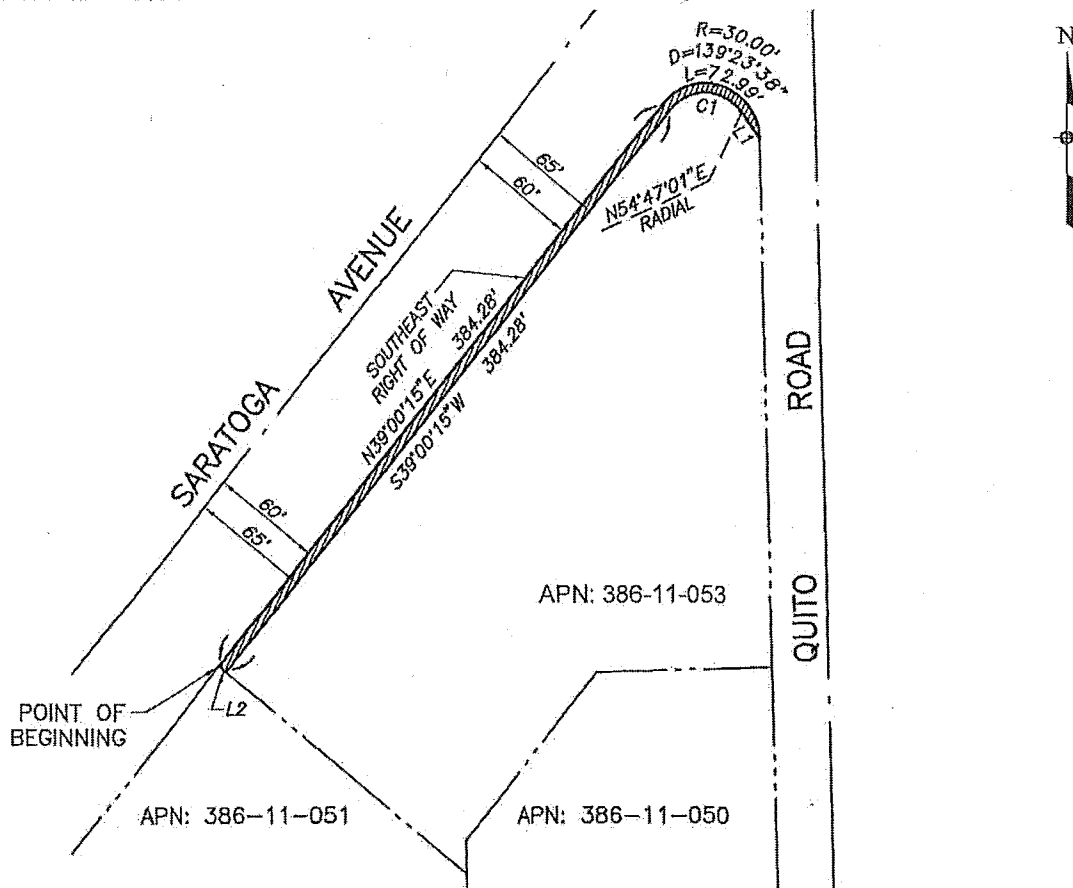 R=30.00'
D=139°23'38"
L=72.99'
C1
L1
N54°47'01"E
RADIAL
N
65'
60'
SARATOGA AVENUE
SOUTHEAST
RIGHT OF WAY
N39°00'15"E 384.28'
S39°00'15"W 384.28'
QUITO ROAD
60'
65'
APN: 386-11-053
POINT OF
BEGINNING
L2
APN: 386-11-051
APN: 386-11-050